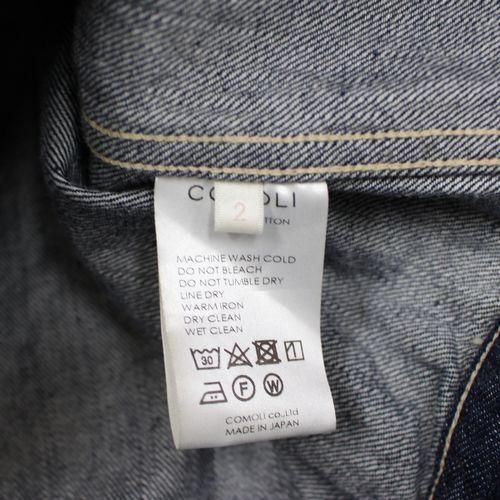 2
MACHINE WASH COLD
DO NOT BLEACH
DO NOT TUMBLE DRY
LINE DRY
WARM IRON
DRY CLEAN
WET CLEAN
30
F W
COMOLI co.,Ltd
MADE IN JAPAN